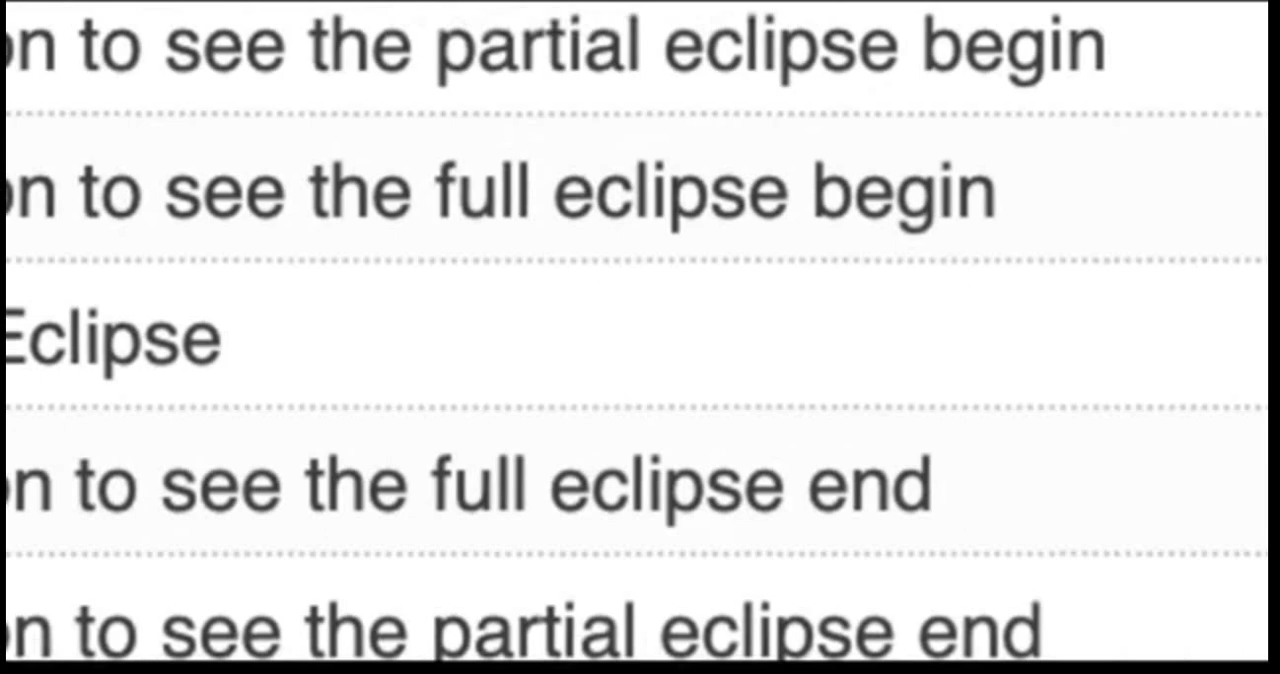 on to see the partial eclipse begin
on to see the full eclipse begin
Eclipse
on to see the full eclipse end
on to see the partial eclipse end